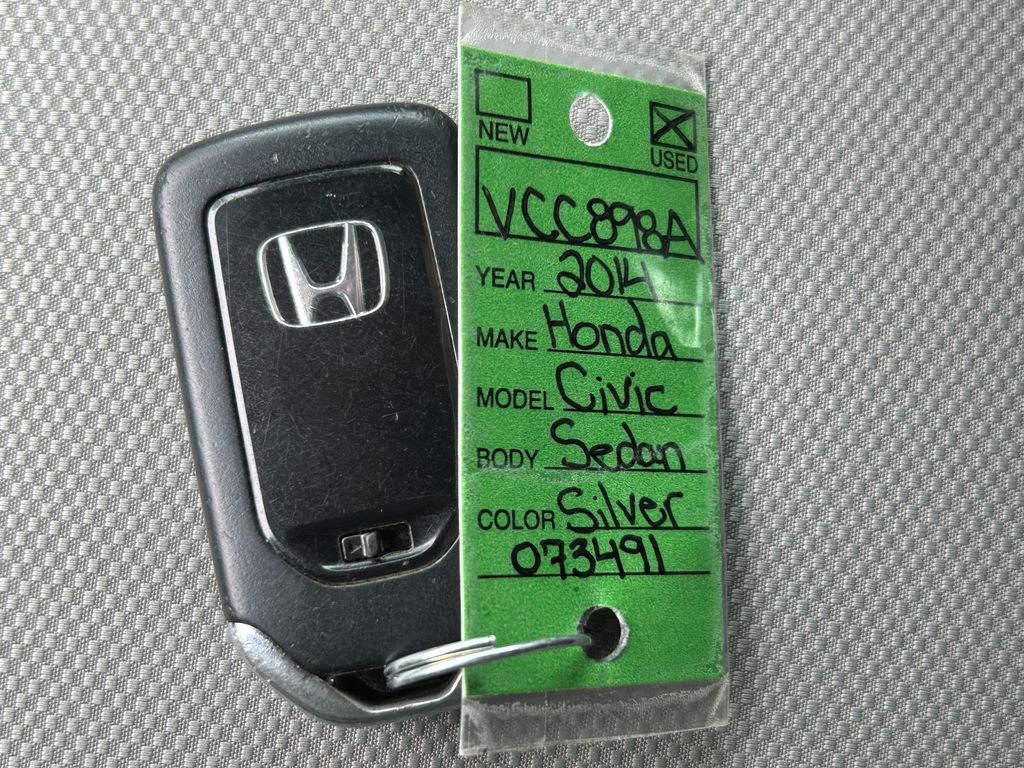 NEW USED
VCC898A
YEAR 2014
MAKE Honda
MODEL Civic
BODY Sedan
COLOR Silver
073491